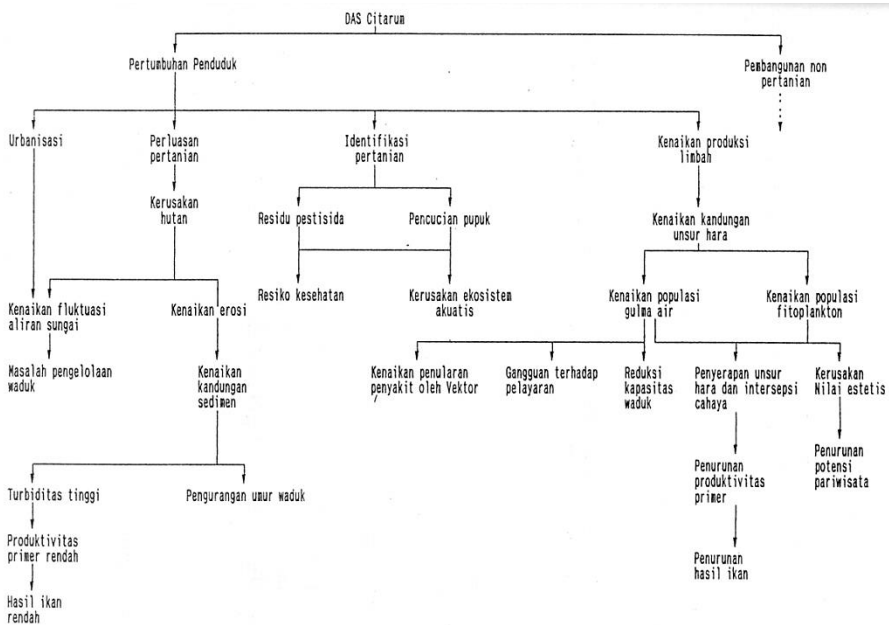 DAS Citarum
Pertumbuhan Penduduk
Pembangunan non
pertanian
Urbanisasi
Perluasan
pertanian
Identifikasi
pertanian
Kenaikan produksi
limbah
Kerusakan
hutan
Residu pestisida
Pencucian pupuk
Kenaikan kandungan
unsur hara
Kenaikan fluktuasi
aliran sungai
Kenaikan erosi
Resiko kesehatan
Kerusakan ekosistem
akuatis
Kenaikan populasi
gulma air
Kenaikan populasi
fitoplankton
Masalah pengelolaan
waduk
Kenaikan
kandungan
sedimen
Kenaikan penularan
penyakit oleh Vektor
Gangguan terhadap
pelayaran
Reduksi
kapasitas
waduk
Penyerapan unsur
hara dan intersepsi
cahaya
Kerusakan
Nilai estetis
Turbiditas tinggi
Pengurangan umur waduk
Penurunan
produktivitas
primer
Penurunan
potensi
pariwisata
Produktivitas
primer rendah
Penurunan
hasil ikan
Hasil ikan
rendah